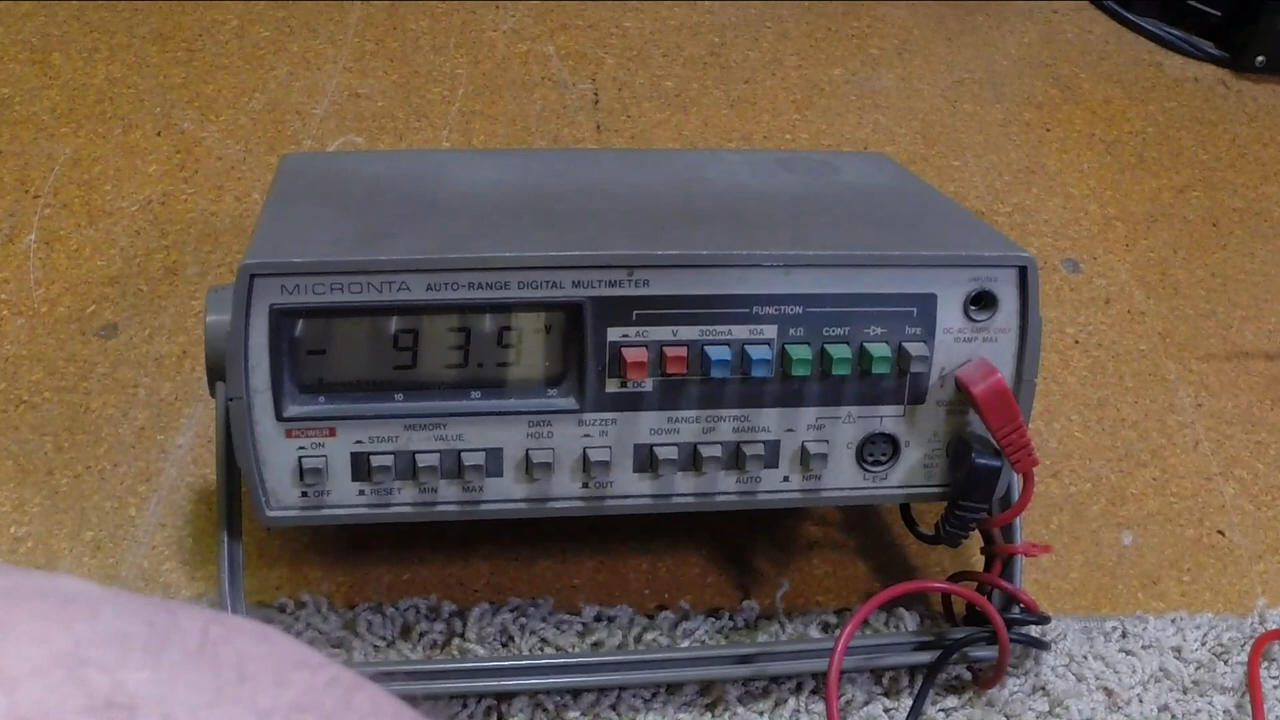 MICRONTA AUTO-RANGE DIGITAL MULTIMETER
- 93.9 V
0 10 20 30
FUNCTION
AC V 300mA 10A KΩ CONT hFE
DC
UNFUSED
DC-AC AMPS ONLY
10 AMP MAX
POWER
ON
OFF
MEMORY
START VALUE
RESET MIN MAX
DATA
HOLD
BUZZER
IN
OUT
RANGE CONTROL
DOWN UP MANUAL
AUTO
PNP
NPN
C B
E
MAX